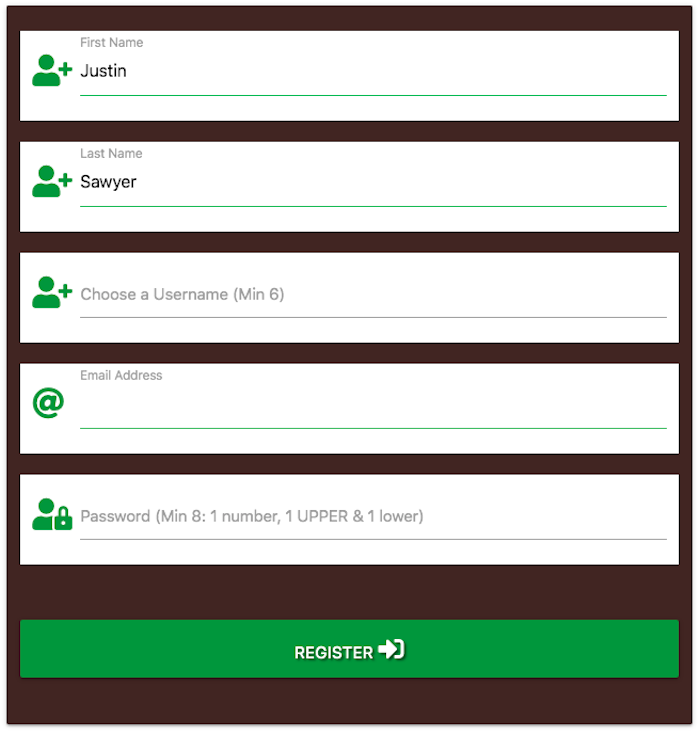 First Name
Justin
Last Name
Sawyer
Choose a Username (Min 6)
Email Address
Password (Min 8: 1 number, 1 UPPER & 1 lower)
REGISTER